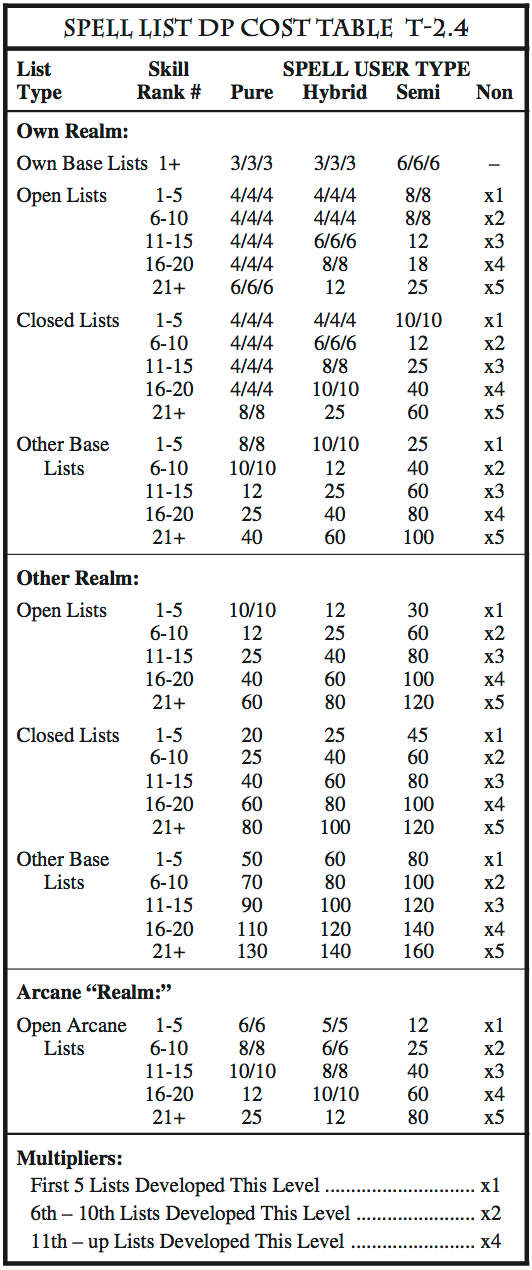 SPELL LIST DP COST TABLE T-2.4
List Skill SPELL USER TYPE
Type Rank # Pure Hybrid Semi Non
Own Realm:
Own Base Lists 1+ 3/3/3 3/3/3 6/6/6 –
Open Lists 1-5 4/4/4 4/4/4 8/8 x1
6-10 4/4/4 4/4/4 8/8 x2
11-15 4/4/4 6/6/6 12 x3
16-20 4/4/4 8/8 18 x4
21+ 6/6/6 12 25 x5
Closed Lists 1-5 4/4/4 4/4/4 10/10 x1
6-10 4/4/4 6/6/6 12 x2
11-15 4/4/4 8/8 25 x3
16-20 4/4/4 10/10 40 x4
21+ 8/8 25 60 x5
Other Base 1-5 8/8 10/10 25 x1
Lists 6-10 10/10 12 40 x2
11-15 12 25 60 x3
16-20 25 40 80 x4
21+ 40 60 100 x5
Other Realm:
Open Lists 1-5 10/10 12 30 x1
6-10 12 25 60 x2
11-15 25 40 80 x3
16-20 40 60 100 x4
21+ 60 80 120 x5
Closed Lists 1-5 20 25 45 x1
6-10 25 40 60 x2
11-15 40 60 80 x3
16-20 60 80 100 x4
21+ 80 100 120 x5
Other Base 1-5 50 60 80 x1
Lists 6-10 70 80 100 x2
11-15 90 100 120 x3
16-20 110 120 140 x4
21+ 130 140 160 x5
Arcane “Realm:”
Open Arcane 1-5 6/6 5/5 12 x1
Lists 6-10 8/8 6/6 25 x2
11-15 10/10 8/8 40 x3
16-20 12 10/10 60 x4
21+ 25 12 80 x5
Multipliers:
First 5 Lists Developed This Level ............................ x1
6th – 10th Lists Developed This Level ...................... x2
11th – up Lists Developed This Level ........................ x4